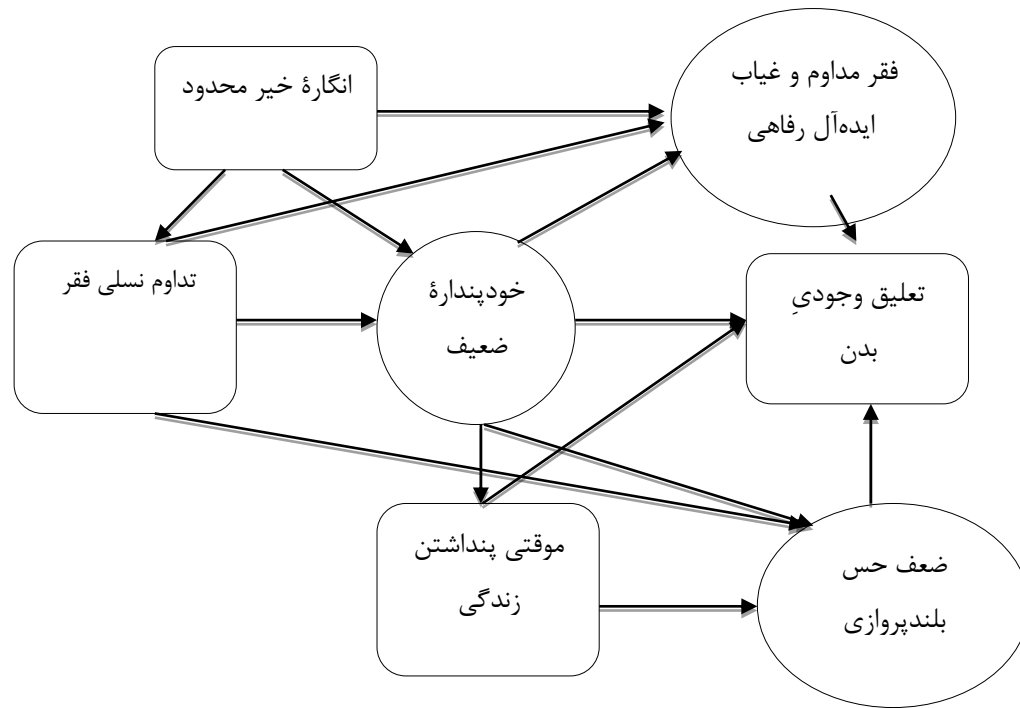 فقر مداوم و غیاب
ایده‌آل رفاهی
انگارهٔ خیر محدود
تداوم نسلی فقر
خودپندارهٔ
ضعیف
تعلیق وجودیِ
بدن
موقتی پنداشتن
زندگی
ضعف حس
بلندپروازی